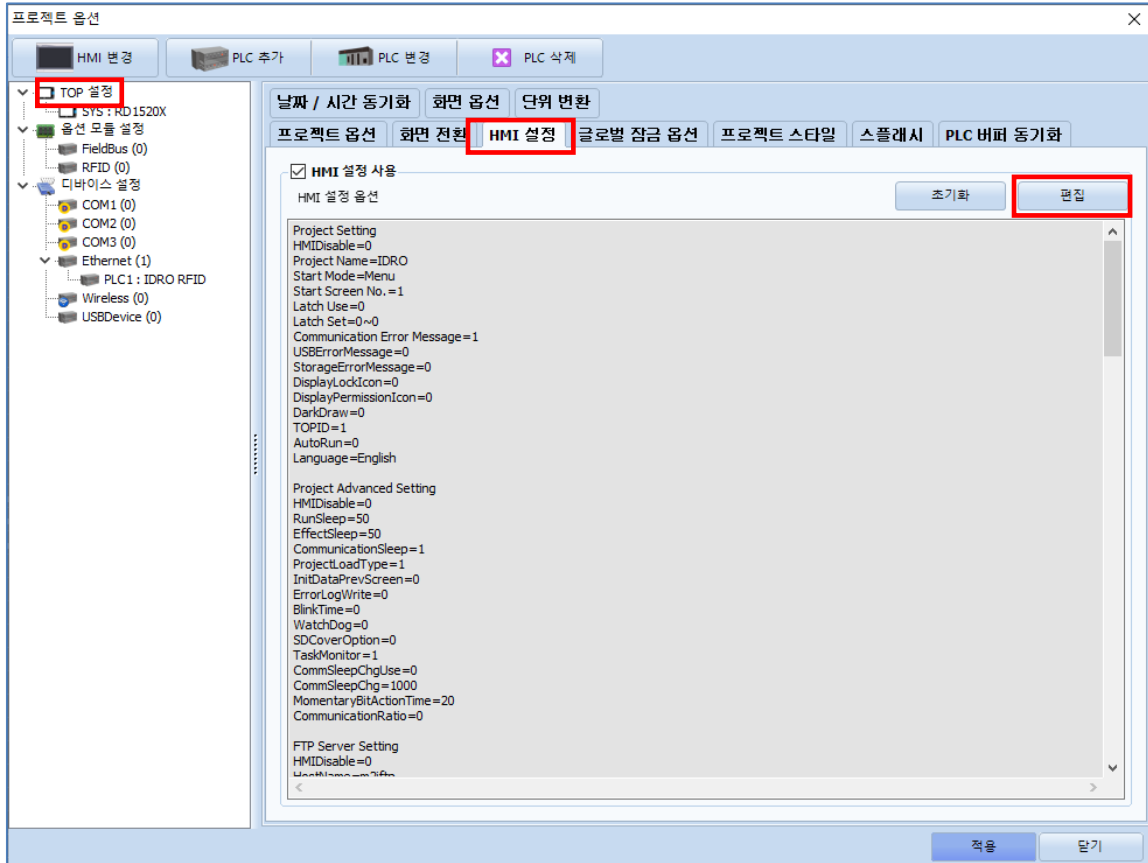 프로젝트 옵션
HMI 변경
PLC 추가
PLC 변경
PLC 삭제
TOP 설정
SYS : RD1520X
옵션 모듈 설정
FieldBus (0)
RFID (0)
디바이스 설정
COM1 (0)
COM2 (0)
COM3 (0)
Ethernet (1)
PLC1 : IDRO RFID
Wireless (0)
USBDevice (0)
날짜 / 시간 동기화
화면 옵션
단위 변환
프로젝트 옵션
화면 전환
HMI 설정
글로벌 잠금 옵션
프로젝트 스타일
스플래시
PLC 버퍼 동기화
HMI 설정 사용
HMI 설정 옵션
초기화
편집
Project Setting
HMIDisable=0
Project Name=IDRO
Start Mode=Menu
Start Screen No.=1
Latch Use=0
Latch Set=0~0
Communication Error Message=1
USBErrorMessage=0
StorageErrorMessage=0
DisplayLockIcon=0
DisplayPermissionIcon=0
DarkDraw=0
TOPID=1
AutoRun=0
Language=English
Project Advanced Setting
HMIDisable=0
RunSleep=50
EffectSleep=50
CommunicationSleep=1
ProjectLoadType=1
InitDataPrevScreen=0
ErrorLogWrite=0
BlinkTime=0
WatchDog=0
SDCoverOption=0
TaskMonitor=1
CommSleepChgUse=0
CommSleepChg=1000
MomentaryBitActionTime=20
CommunicationRatio=0
FTP Server Setting
HMIDisable=0
HostName=m2iftp
적용
닫기